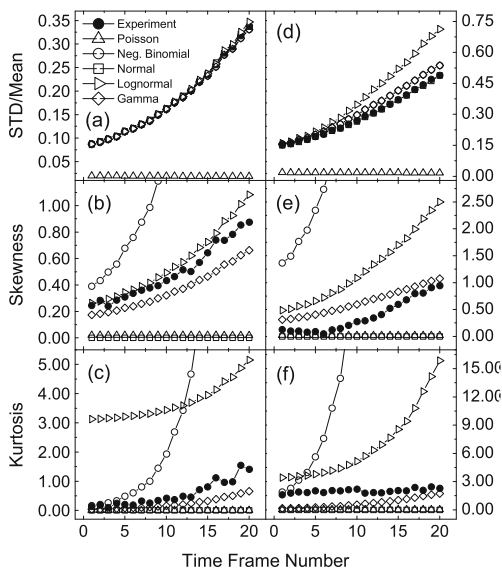 0.35
0.30
0.25
0.20
0.15
0.10
0.05
STD/Mean
Experiment
Poisson
Neg. Binomial
Normal
Lognormal
Gamma
(a)
(d)
0.75
0.60
0.45
0.30
0.15
0.00
1.00
0.80
0.60
0.40
0.20
0.00
Skewness
(b)
(e)
2.50
2.00
1.50
1.00
0.50
0.00
5.00
4.00
3.00
2.00
1.00
0.00
Kurtosis
(c)
(f)
15.00
12.00
9.00
6.00
3.00
0.00
0 5 10 15 20 0 5 10 15 20
Time Frame Number